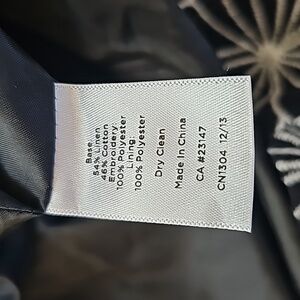 Base
54% Linen
46% Cotton
Embroidery
100% Polyester
Lining
100% Polyester
Dry Clean
Made In China
CA #23147
CN1304 12/13